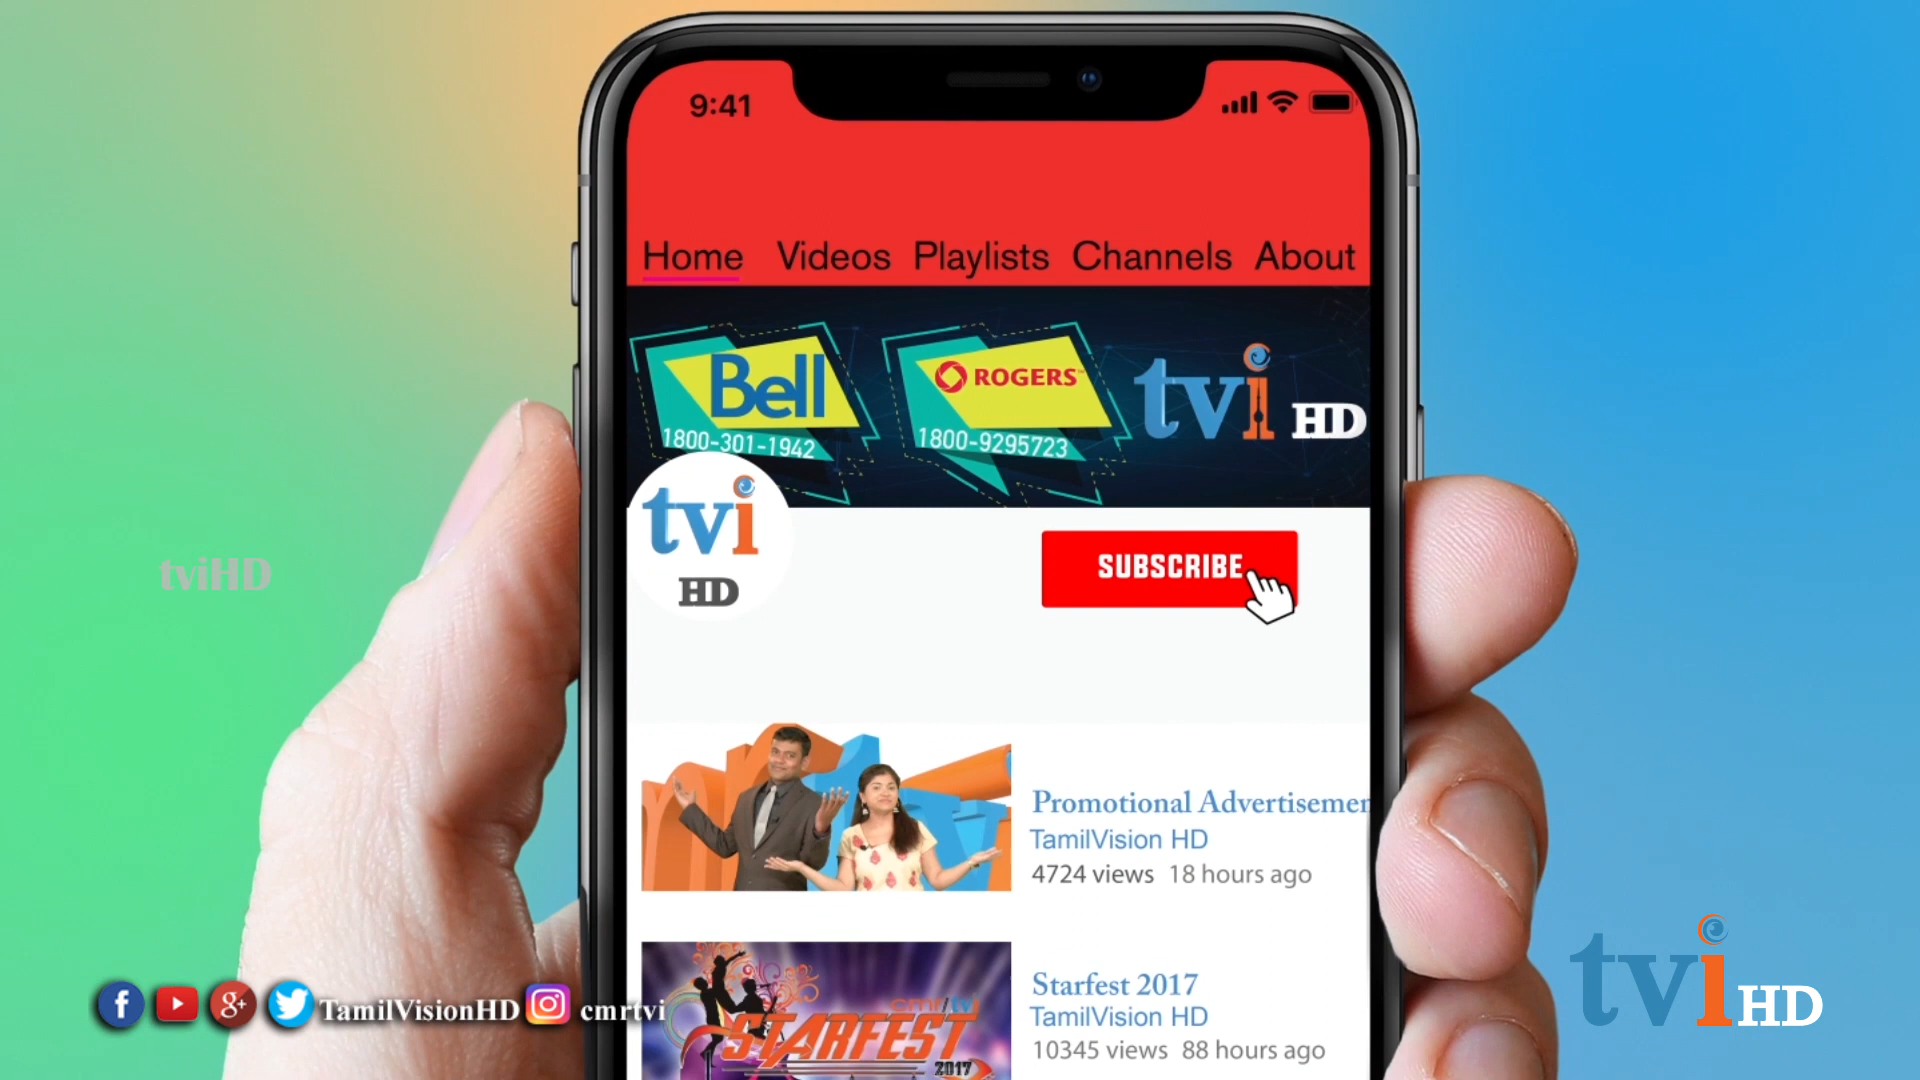 9:41
Home Videos Playlists Channels About
Bell
1800-301-1942
ROGERS
1800-9295723
tvi HD
tvi
HD
SUBSCRIBE
tviHD
Promotional Advertisemen
TamilVision HD
4724 views 18 hours ago
Starfest 2017
TamilVision HD
10345 views 88 hours ago
cmr/tvi
STARFEST
2017
f g+ TamilVisionHD cmrtvi
tvi HD